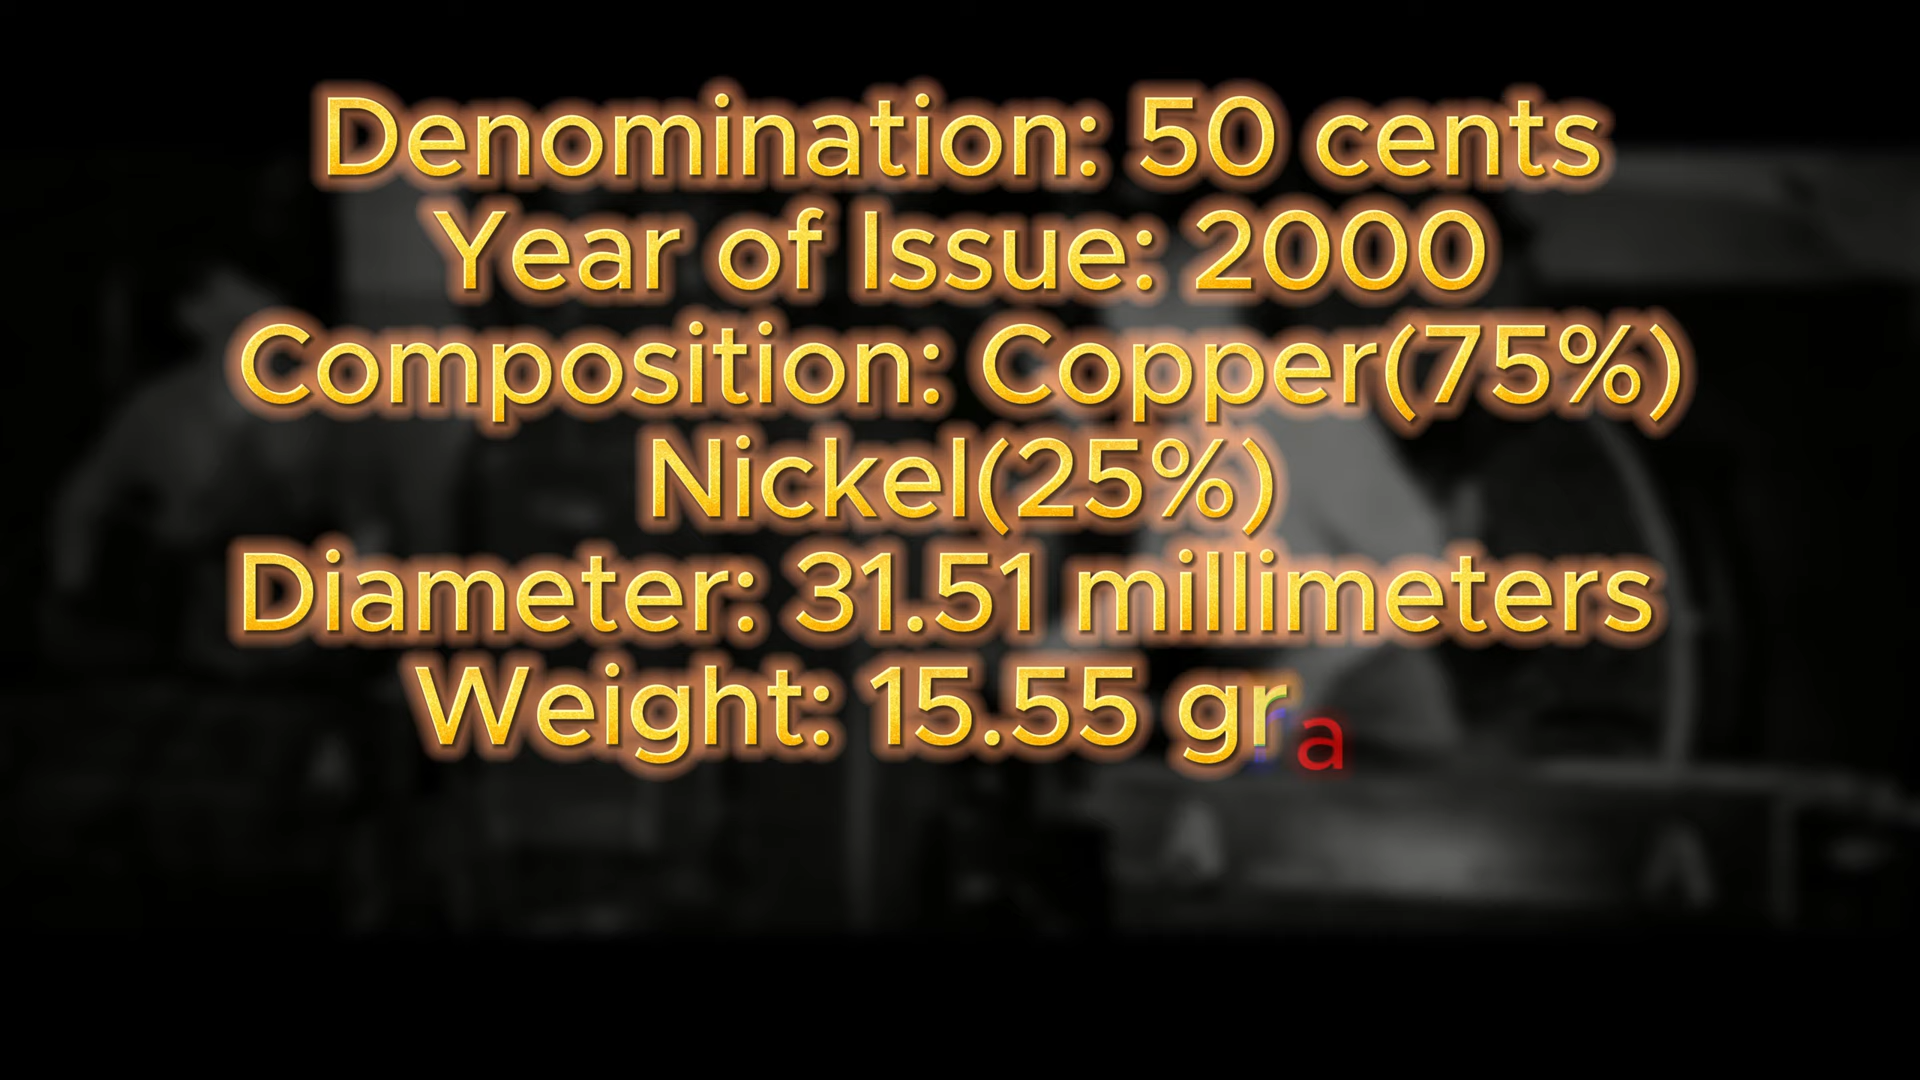 Denomination: 50 cents
Year of Issue: 2000
Composition: Copper(75%)
Nickel(25%)
Diameter: 31.51 millimeters
Weight: 15.55 gra